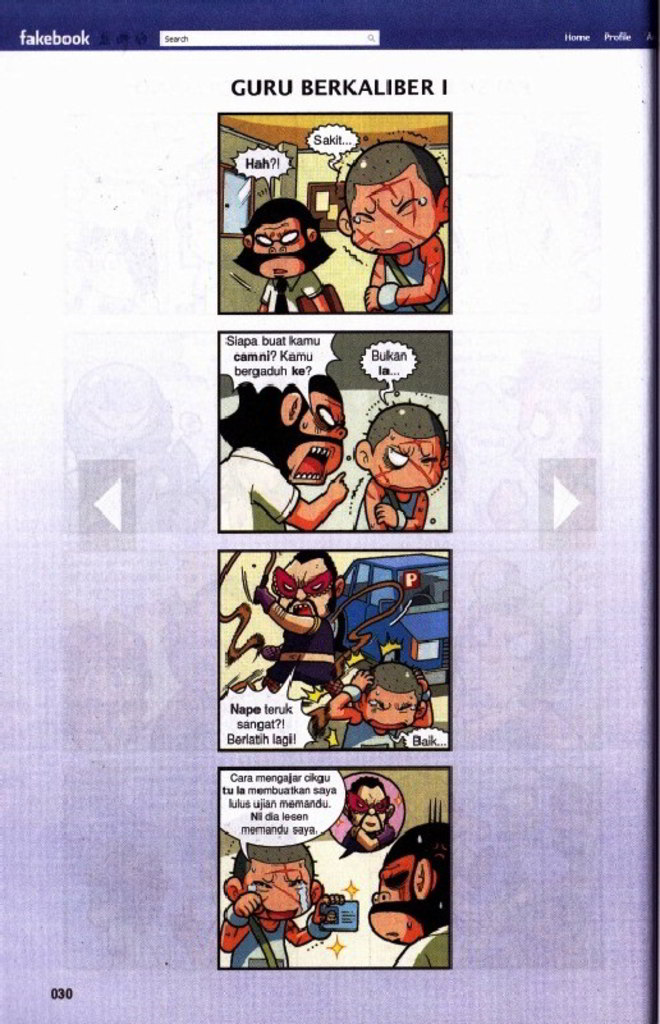 fakebook
Search
Home Profile A
GURU BERKALIBER I
Sakit...
Hah?!
Siapa buat kamu
camni? Kamu
bergaduh ke?
Bukan
la...
P
Nape teruk
sangat?!
Berlatih lagi!
Baik...
Cara mengajar cikgu
tu la membuatkan saya
lulus ujian memandu.
Ni dia lesen
memandu saya.
030